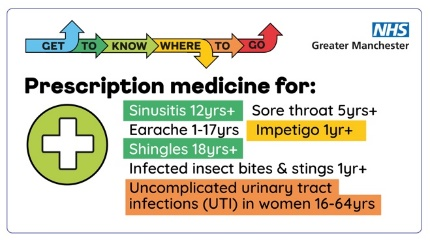 GET TO KNOW WHERE TO GO
NHS
Greater Manchester
Prescription medicine for:
Sinusitis 12yrs+ Sore throat 5yrs+
Earache 1-17yrs Impetigo 1yr+
Shingles 18yrs+
Infected insect bites & stings 1yr+
Uncomplicated urinary tract
infections (UTI) in women 16-64yrs